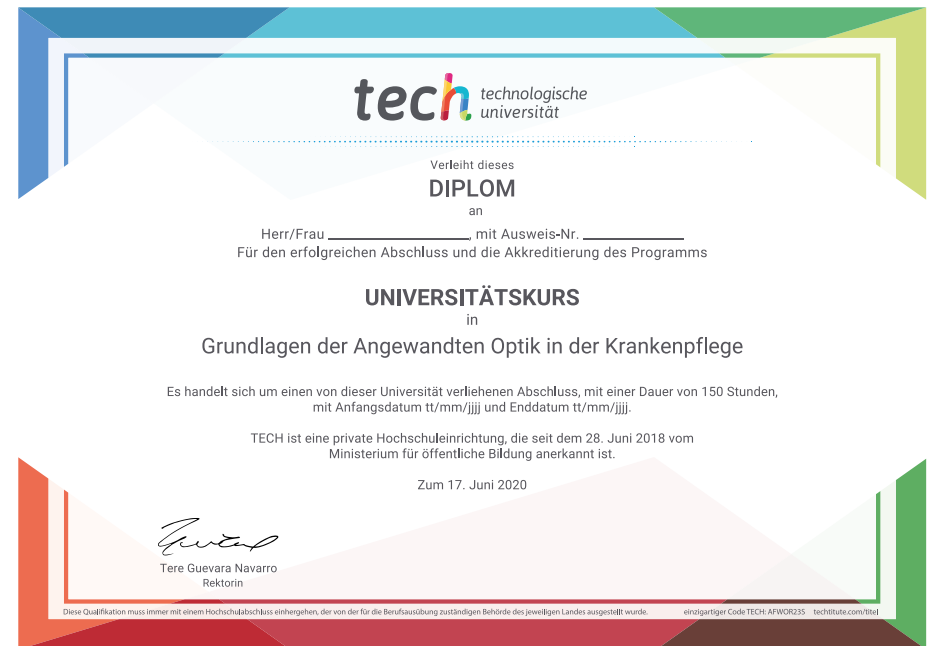 tech technologische
universität
Verleiht dieses
DIPLOM
an
Herr/Frau ____________, mit Ausweis-Nr. ____________
Für den erfolgreichen Abschluss und die Akkreditierung des Programms
UNIVERSITÄTSKURS
in
Grundlagen der Angewandten Optik in der Krankenpflege
Es handelt sich um einen von dieser Universität verliehenen Abschluss, mit einer Dauer von 150 Stunden,
mit Anfangsdatum tt/mm/jjjj und Enddatum tt/mm/jjjj.
TECH ist eine private Hochschuleinrichtung, die seit dem 28. Juni 2018 vom
Ministerium für öffentliche Bildung anerkannt ist.
Zum 17. Juni 2020
Tere Guevara Navarro
Rektorin
Diese Qualifikation muss immer mit einem Hochschulabschluss einhergehen, der von der für die Berufsausübung zuständigen Behörde des jeweiligen Landes ausgestellt wurde. einzigartiger Code TECH: AFWOR235 techtitute.com/titel